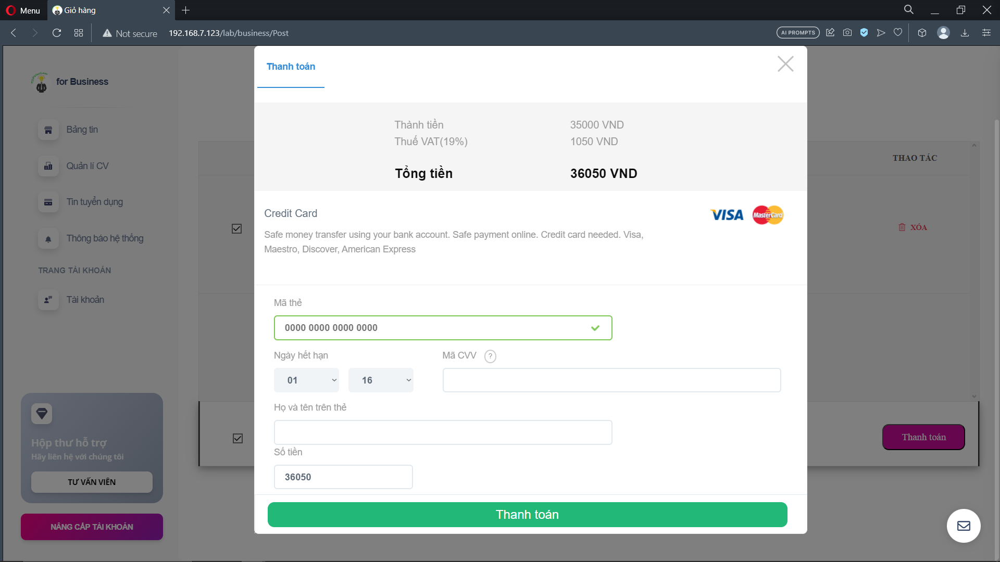 Menu
Giỏ hàng
Not secure
192.168.7.123/lab/business/Post
AI PROMPTS
for Business
Bảng tin
Quản lí CV
Tin tuyển dụng
Thông báo hệ thống
TRANG TÀI KHOẢN
Tài khoản
Hộp thư hỗ trợ
Hãy liên hệ với chúng tôi
TƯ VẤN VIÊN
NÂNG CẤP TÀI KHOẢN
Thanh toán
Thành tiền 35000 VND
Thuế VAT(19%) 1050 VND
Tổng tiền 36050 VND
Credit Card
VISA MasterCard
Safe money transfer using your bank account. Safe payment online. Credit card needed. Visa,
Maestro, Discover, American Express
Mã thẻ
0000 0000 0000 0000
Ngày hết hạn Mã CVV ?
01 16
Họ và tên trên thẻ
Số tiền
36050
Thanh toán
THAO TÁC
XÓA
Thanh toán